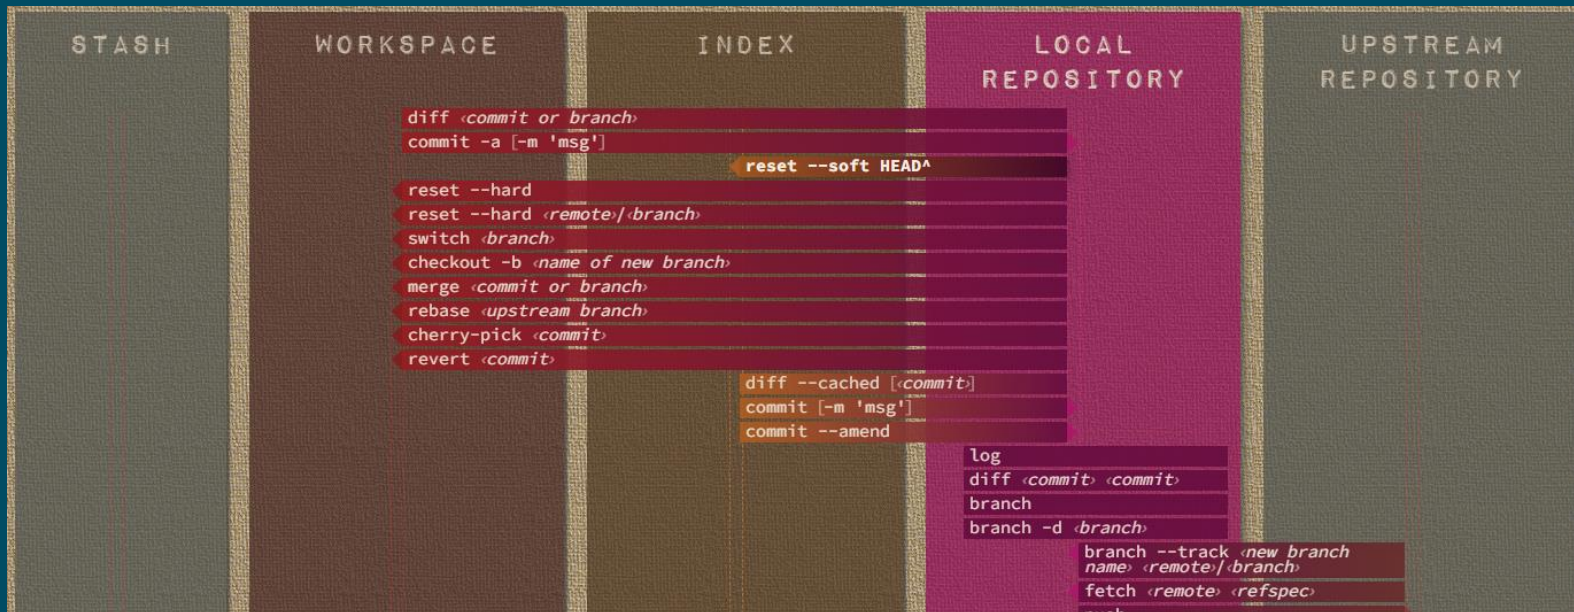 STASH
WORKSPACE
INDEX
LOCAL
REPOSITORY
UPSTREAM
REPOSITORY
diff ‹commit or branch›
commit -a [-m 'msg']
reset --soft HEAD^
reset --hard
reset --hard ‹remote›/‹branch›
switch ‹branch›
checkout -b ‹name of new branch›
merge ‹commit or branch›
rebase ‹upstream branch›
cherry-pick ‹commit›
revert ‹commit›
diff --cached [‹commit›]
commit [-m 'msg']
commit --amend
log
diff ‹commit› ‹commit›
branch
branch -d ‹branch›
branch --track ‹new branch
name› ‹remote›/‹branch›
fetch ‹remote› ‹refspec›